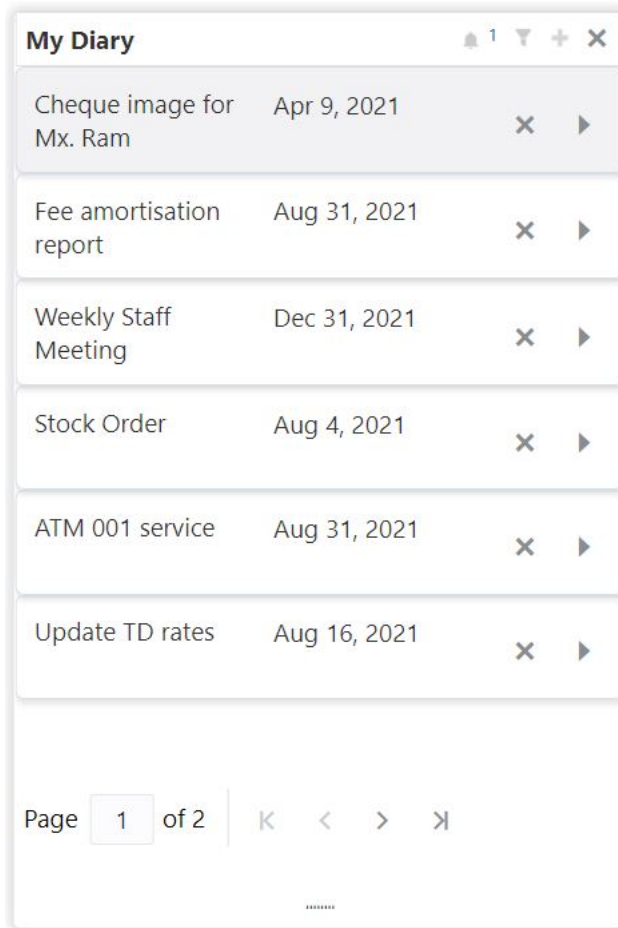 My Diary 1
Cheque image for Apr 9, 2021
Mx. Ram
Fee amortisation Aug 31, 2021
report
Weekly Staff Dec 31, 2021
Meeting
Stock Order Aug 4, 2021
ATM 001 service Aug 31, 2021
Update TD rates Aug 16, 2021
Page 1 of 2